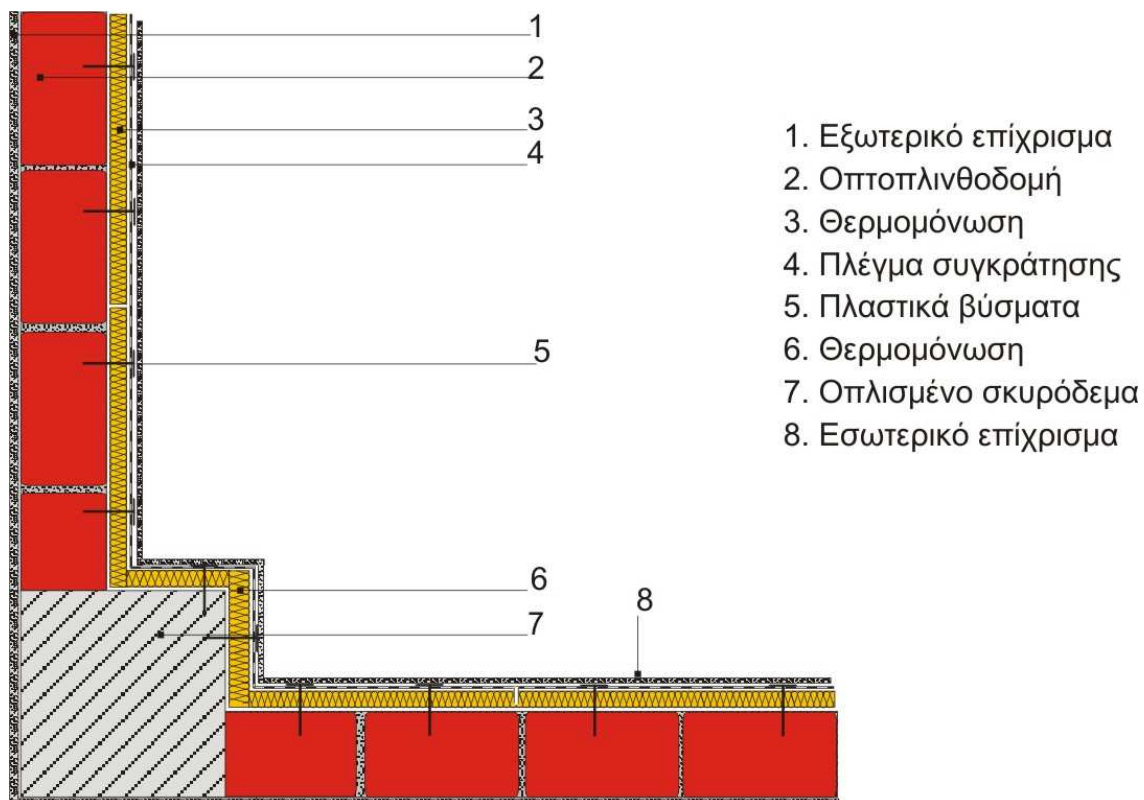 1
2
3
4
5
6
7
8
1. Εξωτερικό επίχρισμα
2. Οπτοπλινθοδομή
3. Θερμομόνωση
4. Πλέγμα συγκράτησης
5. Πλαστικά βύσματα
6. Θερμομόνωση
7. Οπλισμένο σκυρόδεμα
8. Εσωτερικό επίχρισμα